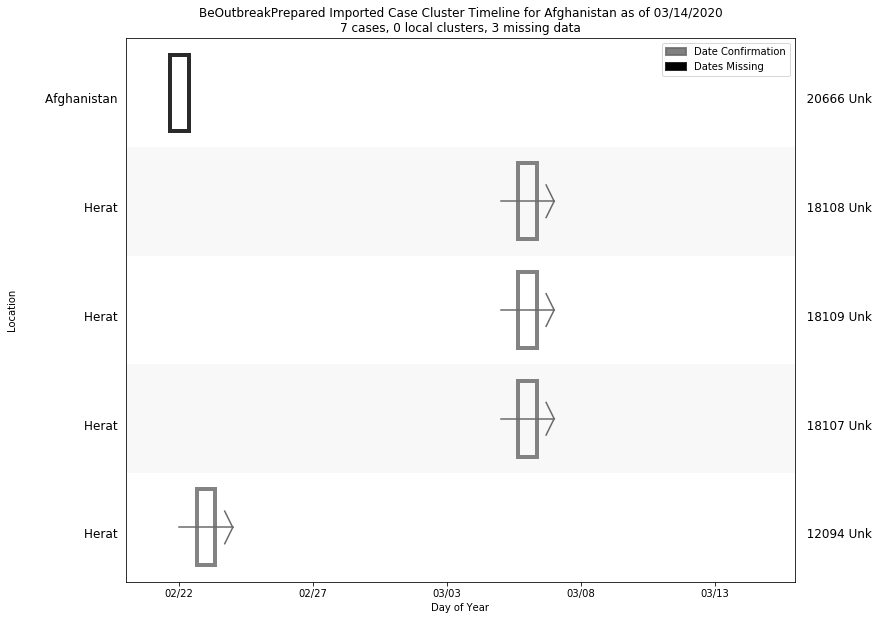 BeOutbreakPrepared Imported Case Cluster Timeline for Afghanistan as of 03/14/2020
7 cases, 0 local clusters, 3 missing data
Date Confirmation
Dates Missing
Afghanistan 20666 Unk
Herat 18108 Unk
Herat 18109 Unk
Herat 18107 Unk
Herat 12094 Unk
Location
02/22 02/27 03/03 03/08 03/13
Day of Year